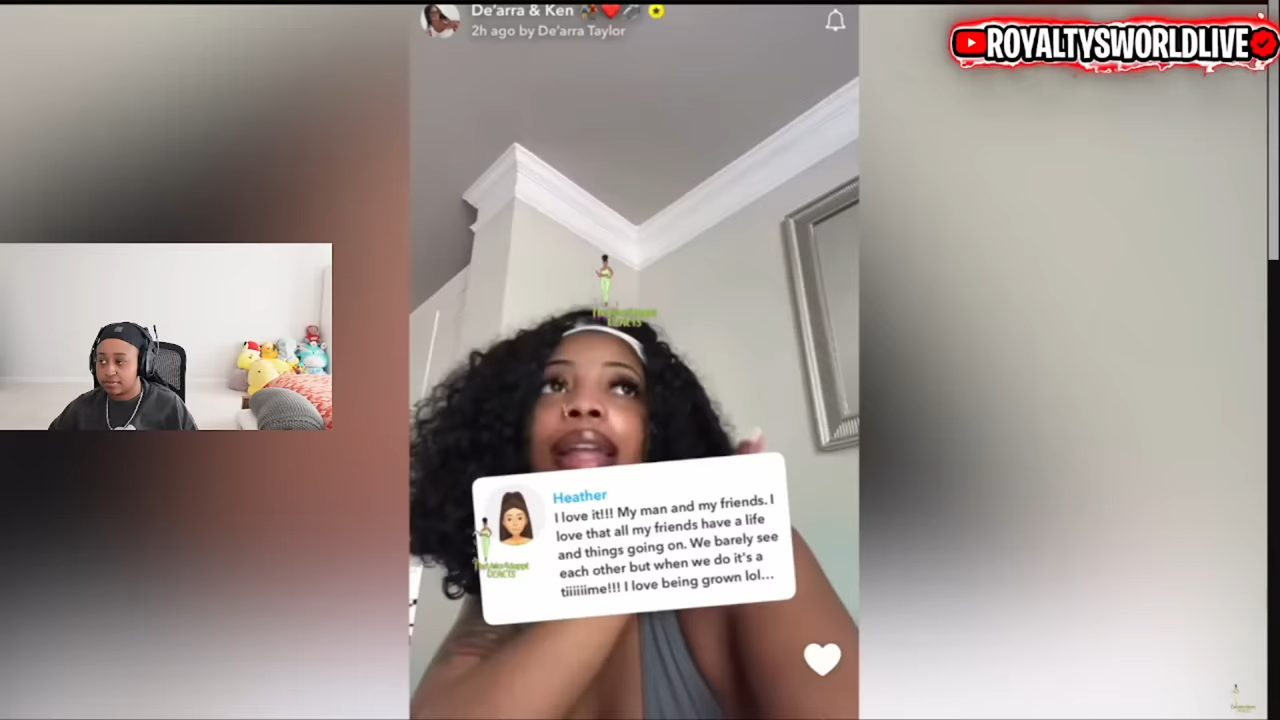 De'arra & Ken
2h ago by De'arra Taylor
ROYALTYSWORLDLIVE
REACTS
Heather
I love it!!! My man and my friends. I
love that all my friends have a life
and things going on. We barely see
each other but when we do it's a
tiiiiiime!!! I love being grown lol...
REACTS